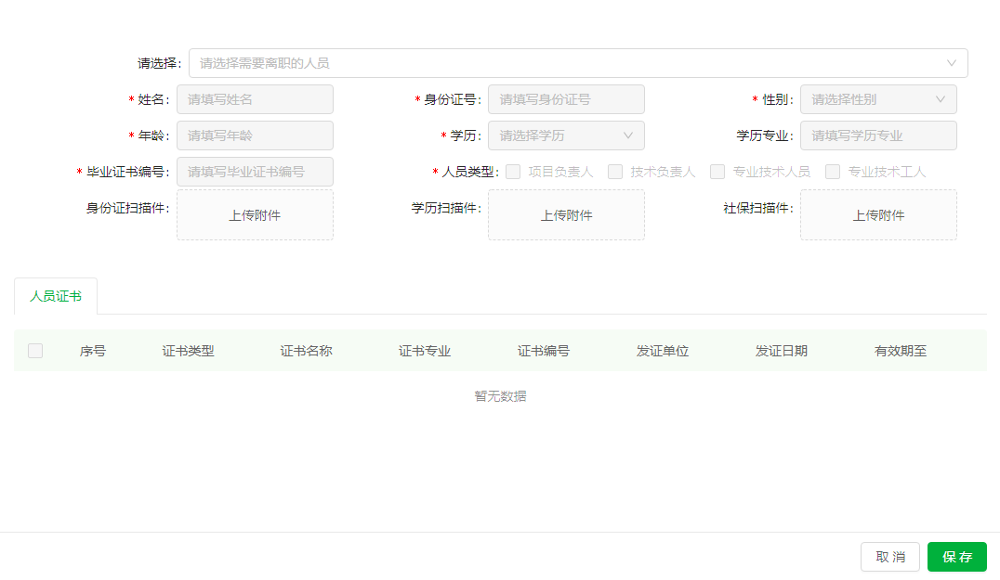 请选择: 请选择需要离职的人员
* 姓名: 请填写姓名 * 身份证号: 请填写身份证号 * 性别: 请选择性别
* 年龄: 请填写年龄 * 学历: 请选择学历 学历专业: 请填写学历专业
* 毕业证书编号: 请填写毕业证书编号 * 人员类型: 项目负责人 技术负责人 专业技术人员 专业技术工人
身份证扫描件: 上传附件 学历扫描件: 上传附件 社保扫描件: 上传附件
人员证书
序号 证书类型 证书名称 证书专业 证书编号 发证单位 发证日期 有效期至
暂无数据
取 消 保 存